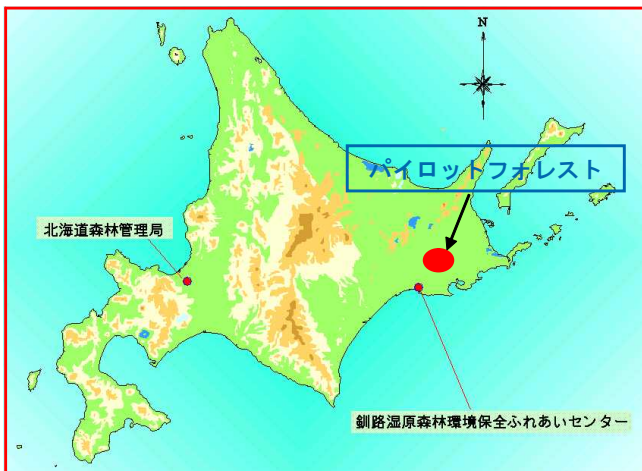 N
パイロットフォレスト
北海道森林管理局
釧路湿原森林環境保全ふれあいセンター